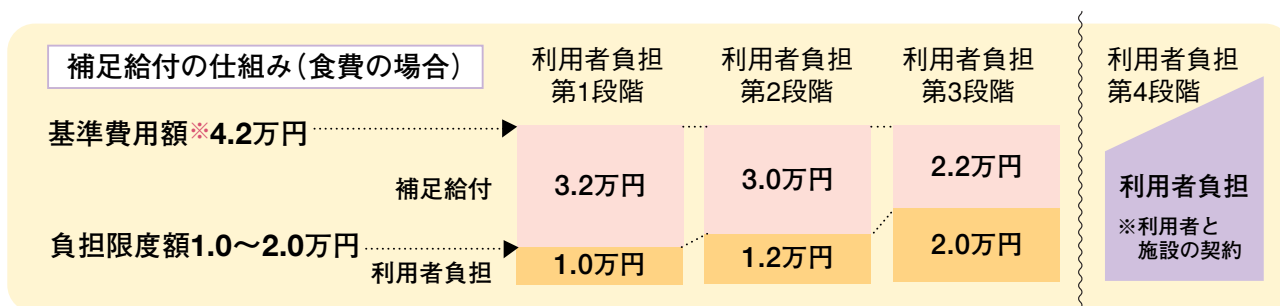 補足給付の仕組み(食費の場合)
利用者負担
第1段階
利用者負担
第2段階
利用者負担
第3段階
利用者負担
第4段階
基準費用額※4.2万円
補足給付
3.2万円
3.0万円
2.2万円
負担限度額1.0〜2.0万円
利用者負担
1.0万円
1.2万円
2.0万円
利用者負担
※利用者と
施設の契約